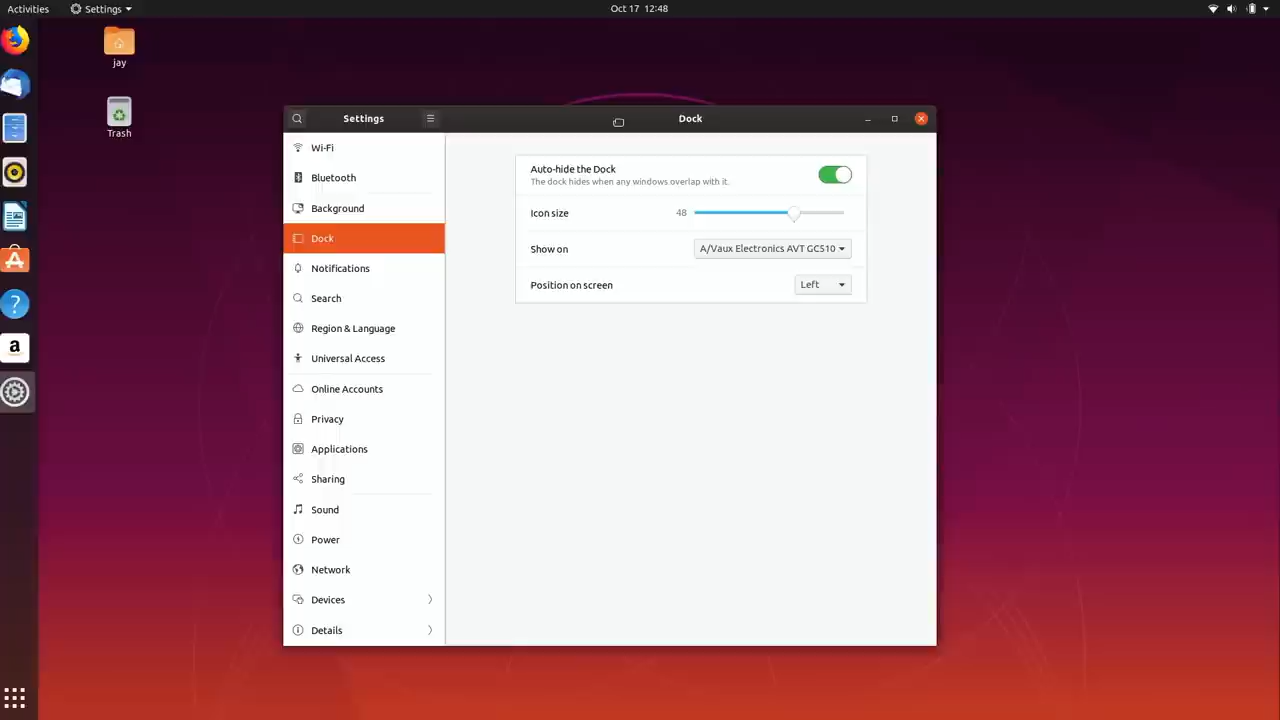 Activities
Settings
Oct 17 12:48
jay
Trash
Settings
Dock
Wi-Fi
Bluetooth
Background
Dock
Notifications
Search
Region & Language
Universal Access
Online Accounts
Privacy
Applications
Sharing
Sound
Power
Network
Devices
Details
Auto-hide the Dock
The dock hides when any windows overlap with it.
Icon size 48
Show on A/Vaux Electronics AVT GC510
Position on screen Left
a
?